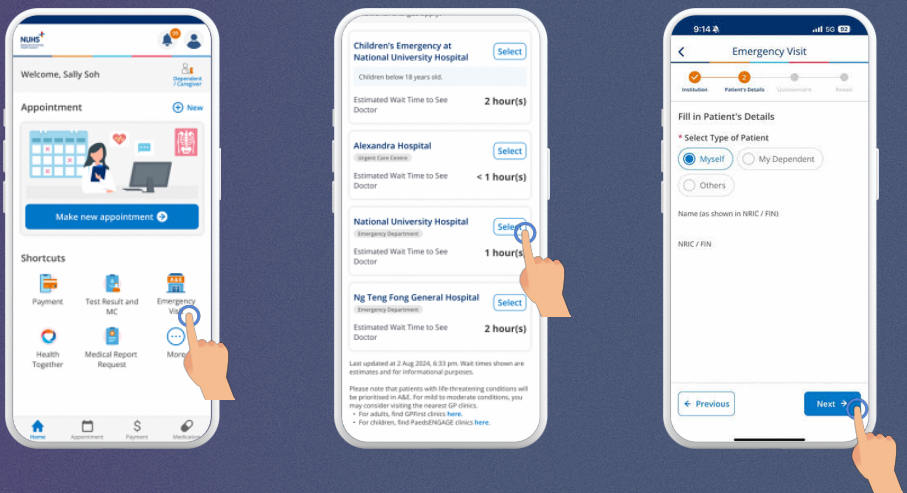 NUHS
Welcome, Sally Soh
Dependent
/ Caregiver
Appointment
New
Make new appointment
Shortcuts
Payment
Test Result and
MC
A&E
Emergency
Visit
Health
Together
Medical Report
Request
More
Home
Appointment
Payment
Medication
Children's Emergency at
National University Hospital
Select
Children below 18 years old.
Estimated Wait Time to See
Doctor
2 hour(s)
Alexandra Hospital
Select
Urgent Care Centre
Estimated Wait Time to See
Doctor
< 1 hour(s)
National University Hospital
Select
Emergency Department
Estimated Wait Time to See
Doctor
1 hour(s)
Ng Teng Fong General Hospital
Select
Emergency Department
Estimated Wait Time to See
Doctor
2 hour(s)
Last updated at 2 Aug 2024, 6:33 pm. Wait times shown are
estimates and for informational purposes.
Please note that patients with life-threatening conditions will
be prioritised in A&E. For mild to moderate conditions, you
may consider visiting the nearest GP clinics.
• For adults, find GPFirst clinics here.
• For children, find PaedsENGAGE clinics here.
9:14
5G 92
Emergency Visit
2
Institution
Patient's Details
Questionnaire
Fill in Patient's Details
* Select Type of Patient
Myself
My Dependent
Others
Name (as shown in NRIC / FIN)
NRIC / FIN
← Previous
Next →